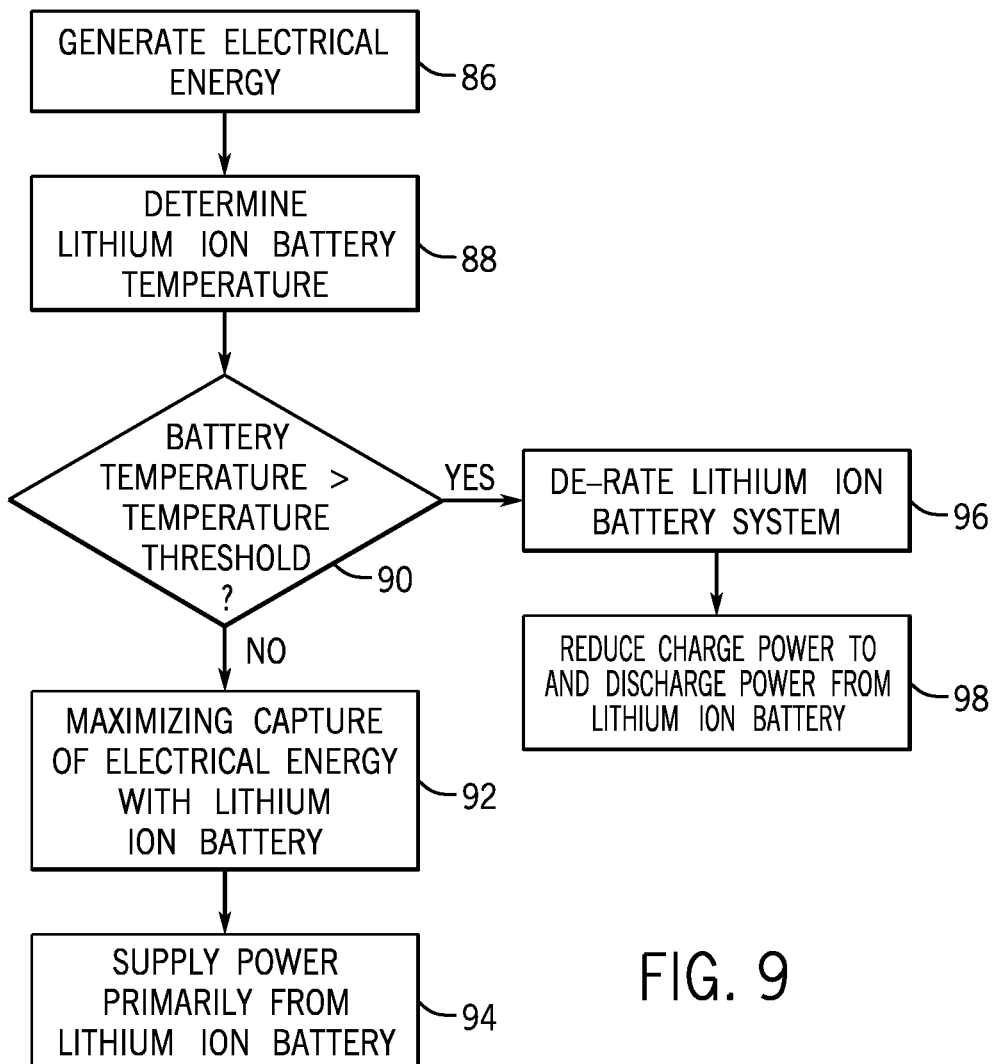 GENERATE ELECTRICAL
ENERGY
86
DETERMINE
LITHIUM ION BATTERY
TEMPERATURE
88
BATTERY
TEMPERATURE >
TEMPERATURE
THRESHOLD
?
90
YES
DE-RATE LITHIUM ION
BATTERY SYSTEM
96
REDUCE CHARGE POWER TO
AND DISCHARGE POWER FROM
LITHIUM ION BATTERY
98
NO
MAXIMIZING CAPTURE
OF ELECTRICAL ENERGY
WITH LITHIUM
ION BATTERY
92
SUPPLY POWER
PRIMARILY FROM
LITHIUM ION BATTERY
94
FIG. 9